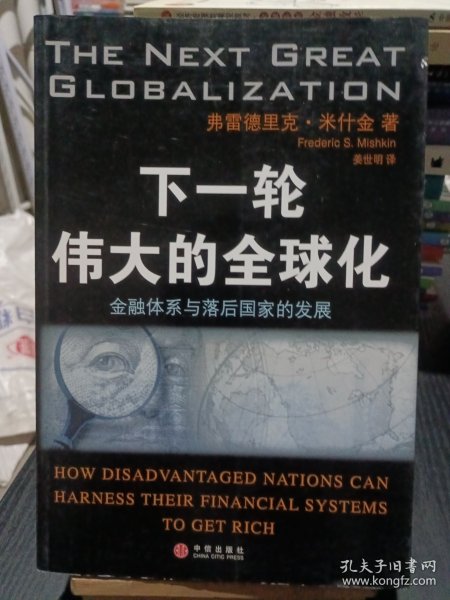 THE NEXT GREAT
GLOBALIZATION
弗雷德里克·米什金 著
Frederic S. Mishkin
姜世明 译
下一轮
伟大的全球化
金融体系与落后国家的发展
HOW DISADVANTAGED NATIONS CAN
HARNESS THEIR FINANCIAL SYSTEMS
TO GET RICH
中信出版社
CHINA CITIC PRESS
孔夫子旧书网
www.kongfz.com